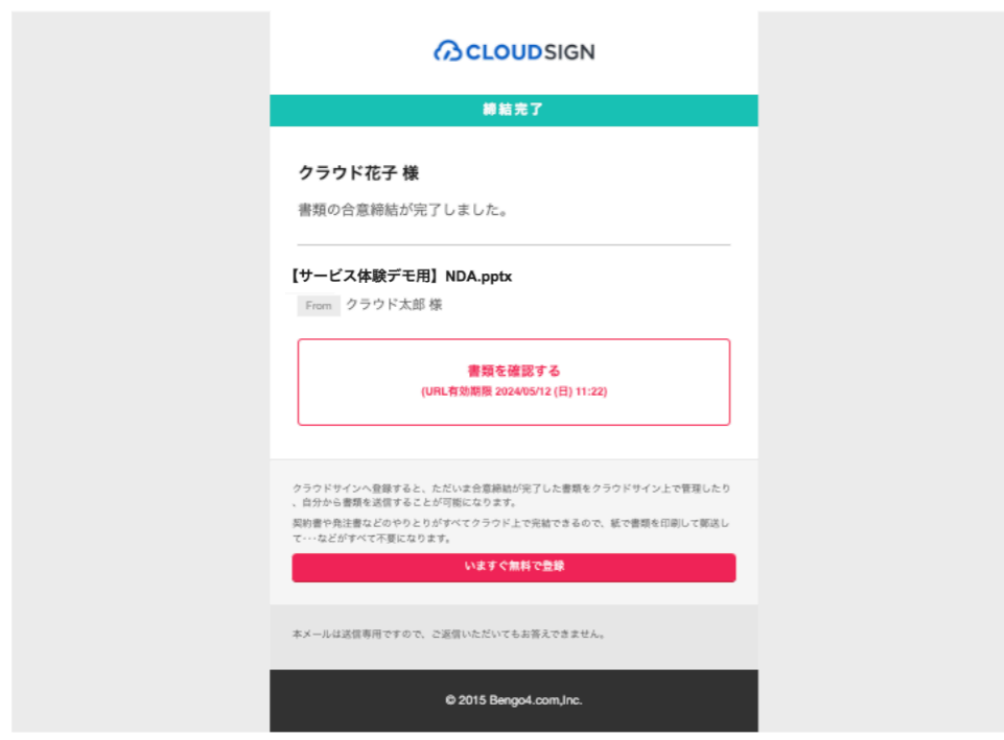 CLOUDSIGN
締結完了
クラウド花子 様
書類の合意締結が完了しました。
【サービス体験デモ用】NDA.pptx
From クラウド太郎 様
書類を確認する
(URL有効期限 2024/05/12 (日) 11:22)
クラウドサインへ登録すると、ただいま合意締結が完了した書類をクラウドサイン上で管理したり
、自分から書類を送信することが可能になります。
契約書や発注書などのやりとりがすべてクラウド上で完結できるので、紙で書類を印刷して郵送し
て・・・などがすべて不要になります。
いますぐ無料で登録
本メールは送信専用ですので、ご返信いただいてもお答えできません。
© 2015 Bengo4.com,Inc.